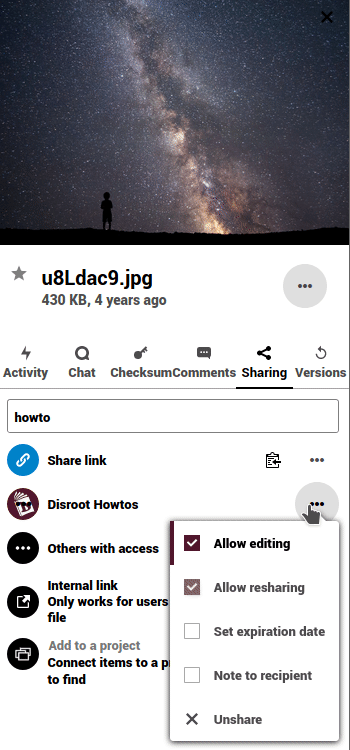 u8Ldac9.jpg
430 KB, 4 years ago
Activity
Chat
Checksum
Comments
Sharing
Versions
howto
Share link
Disroot Howtos
Others with access
Internal link
Only works for users
file
Add to a project
Connect items to a p
to find
Allow editing
Allow resharing
Set expiration date
Note to recipient
Unshare